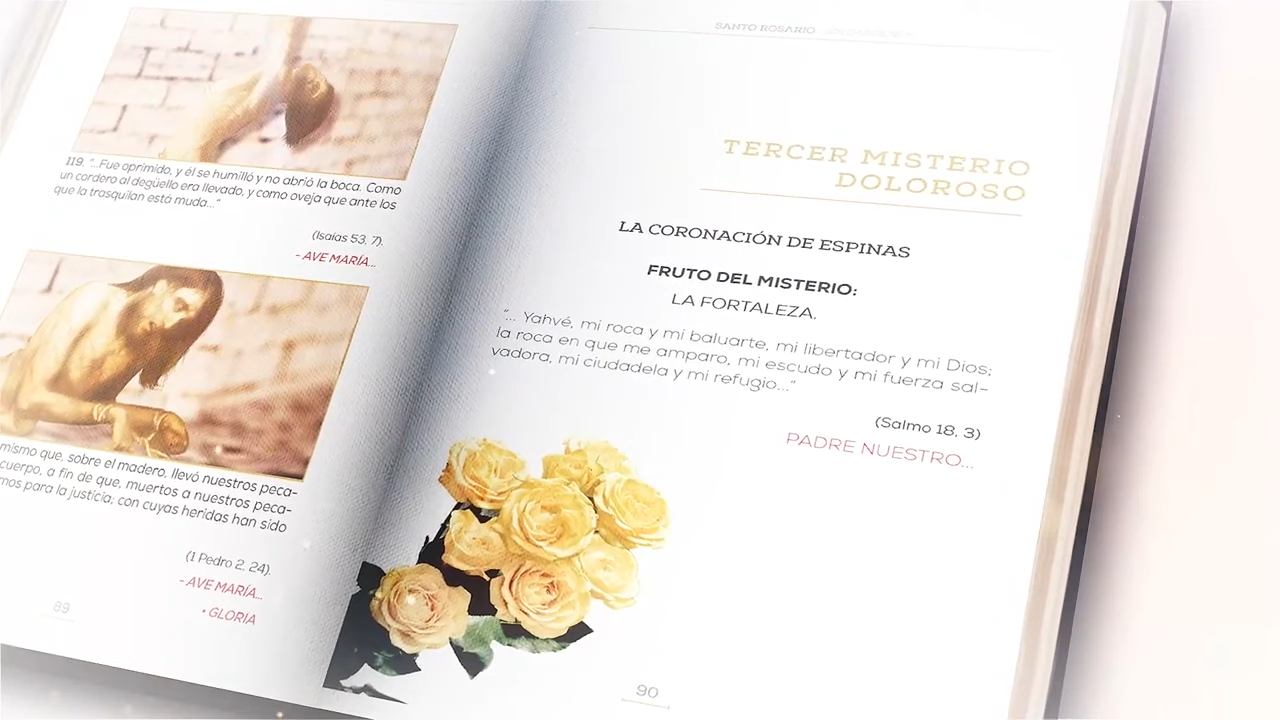 119. "...Fue oprimido, y él se humilló y no abrió la boca. Como
un cordero al degüello era llevado, y como oveja que ante los
que la trasquilan está muda..."
(Isaías 53, 7).
- AVE MARÍA...
mismo que, sobre el madero, llevó nuestros peca-
cuerpo, a fin de que, muertos a nuestros peca-
mos para la justicia; con cuyas heridas han sido
(1 Pedro 2, 24).
- AVE MARÍA...
• GLORIA
89
SANTO ROSARIO
TERCER MISTERIO
DOLOROSO
LA CORONACIÓN DE ESPINAS
FRUTO DEL MISTERIO:
LA FORTALEZA.
"... Yahvé, mi roca y mi baluarte, mi libertador y mi Dios;
la roca en que me amparo, mi escudo y mi fuerza sal-
vadora, mi ciudadela y mi refugio..."
(Salmo 18, 3)
PADRE NUESTRO...
90